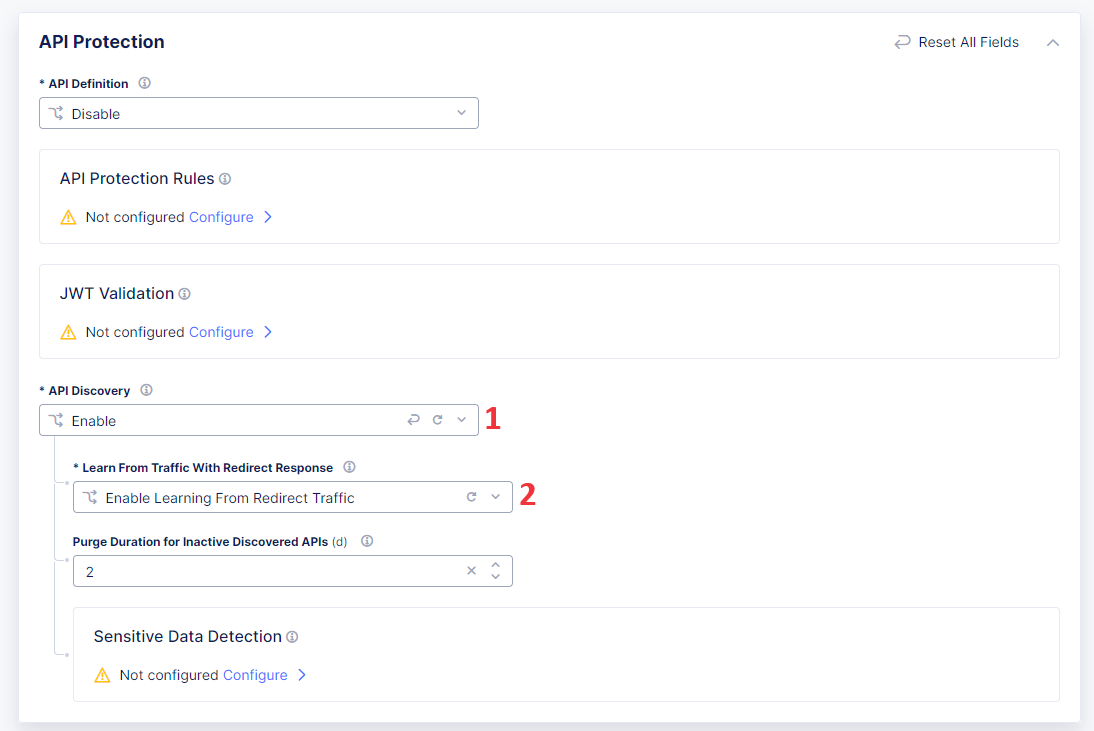 API Protection
Reset All Fields
* API Definition
Disable
API Protection Rules
Not configured Configure
JWT Validation
Not configured Configure
* API Discovery
Enable
1
* Learn From Traffic With Redirect Response
Enable Learning From Redirect Traffic
2
Purge Duration for Inactive Discovered APIs (d)
2
Sensitive Data Detection
Not configured Configure